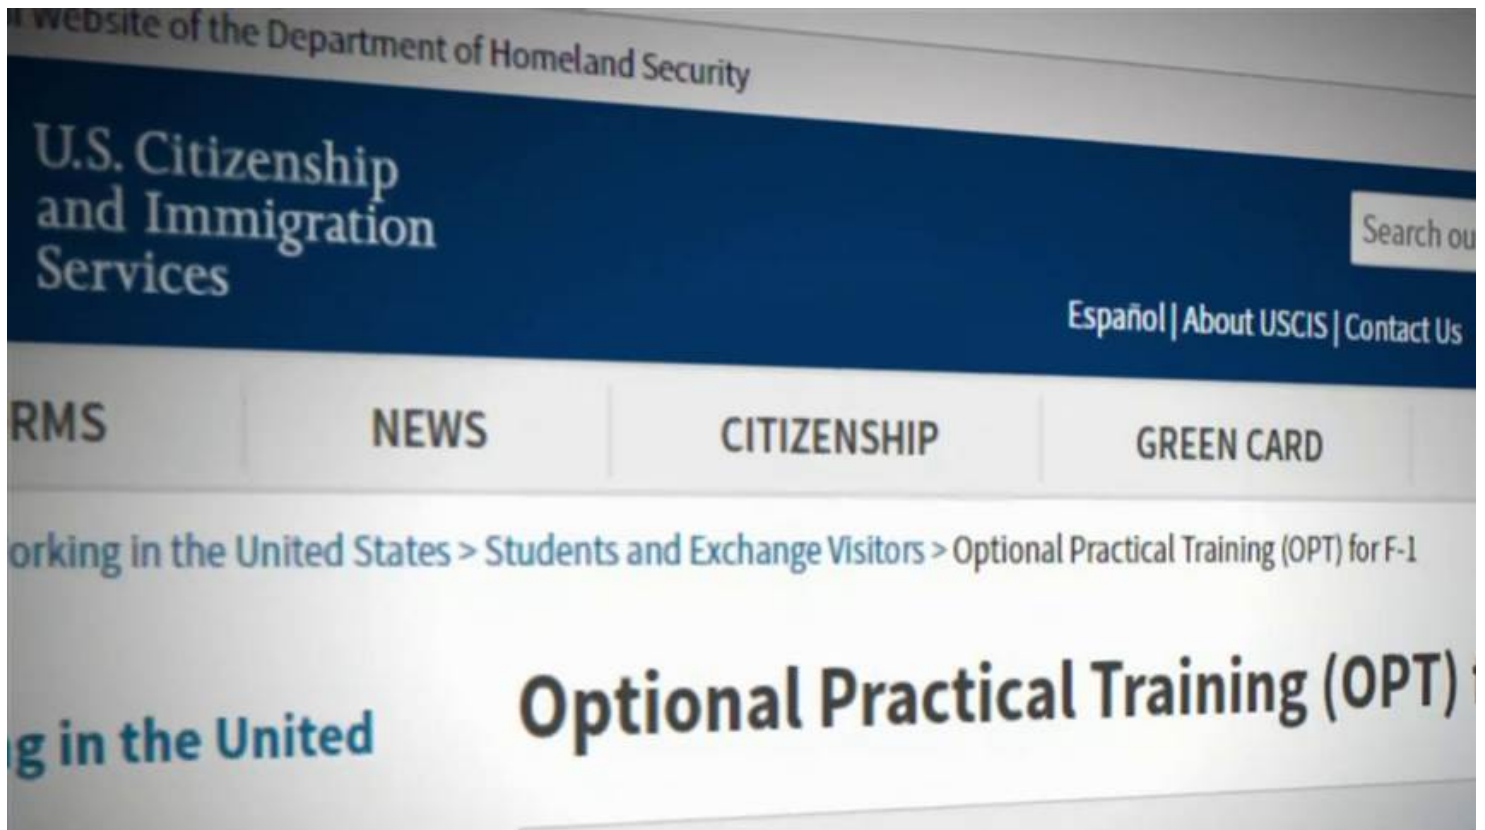 Website of the Department of Homeland Security
U.S. Citizenship
and Immigration
Services
Search ou
Español | About USCIS | Contact Us
RMS
NEWS
CITIZENSHIP
GREEN CARD
orking in the United States > Students and Exchange Visitors > Optional Practical Training (OPT) for F-1
g in the United
Optional Practical Training (OPT)